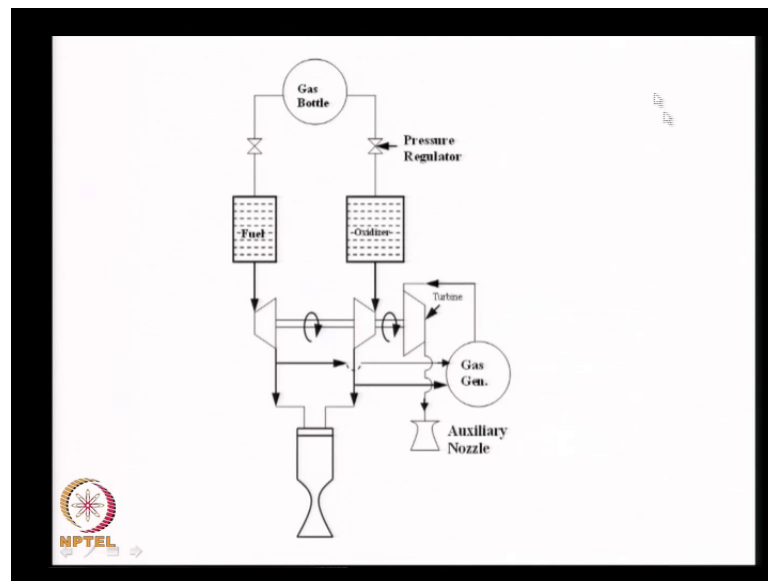 Gas
Bottle
Pressure
Regulator
Fuel
Oxidizer
Turbine
Gas
Gen.
Auxiliary
Nozzle
NPTEL